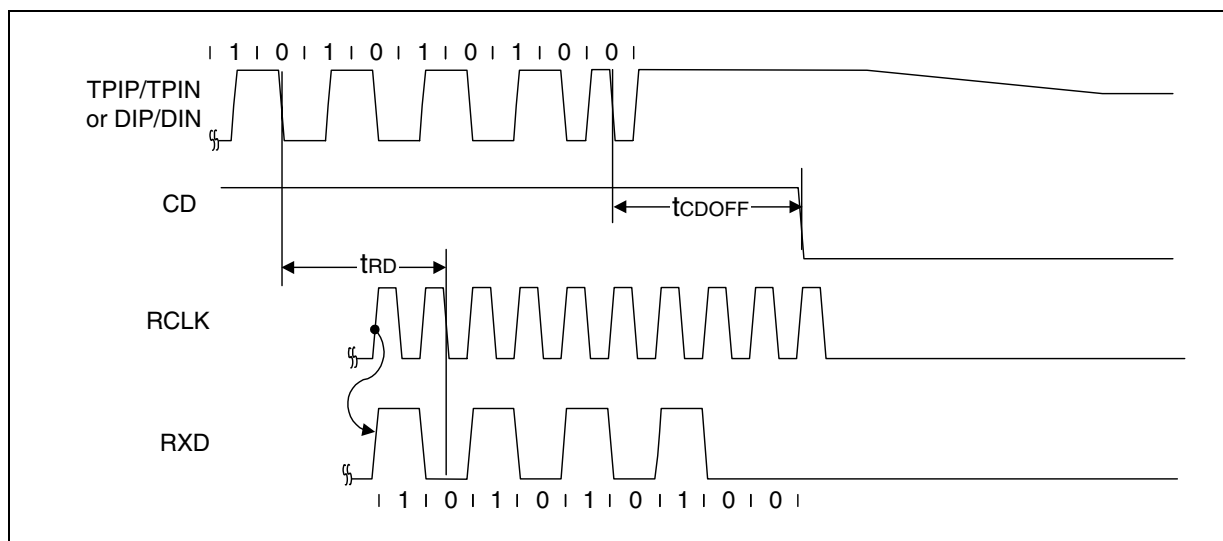 1 0 1 0 1 0 1 0 0
TPIP/TPIN
or DIP/DIN
CD
tCDOFF
tRD
RCLK
RXD
1 0 1 0 1 0 1 0 0